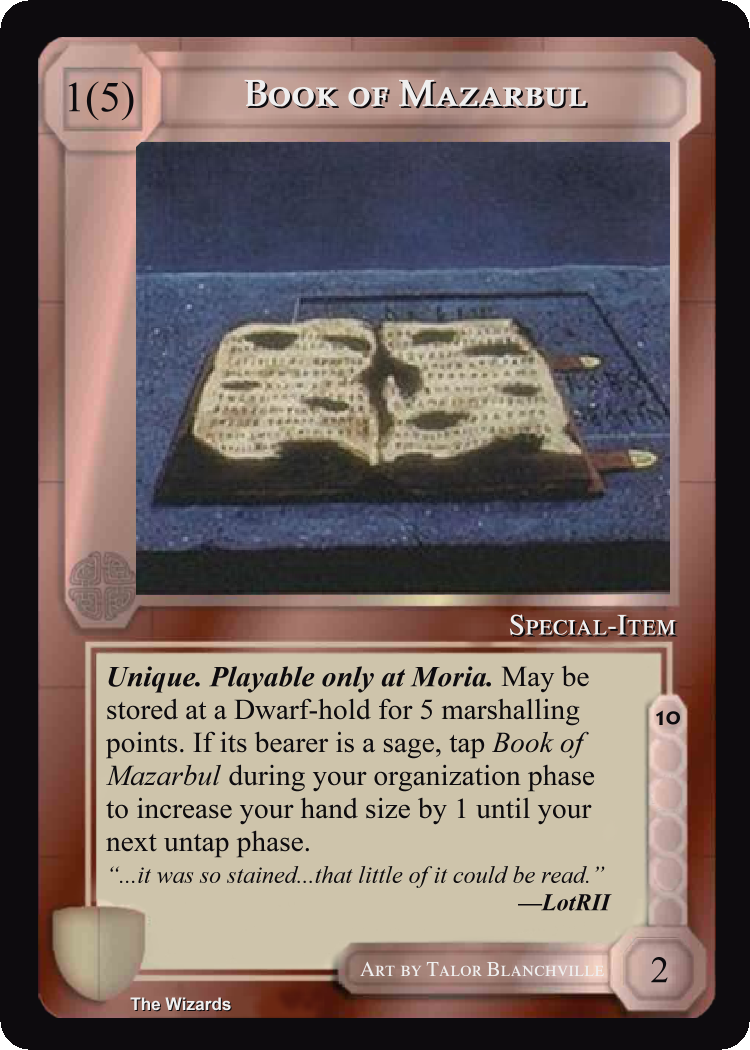 1(5)
Book of Mazarbul
Special-Item
Unique. Playable only at Moria. May be
stored at a Dwarf-hold for 5 marshalling
points. If its bearer is a sage, tap Book of
Mazarbul during your organization phase
to increase your hand size by 1 until your
next untap phase.
“...it was so stained...that little of it could be read.”
—LotRII
10
Art by Talor Blanchville
2
The Wizards